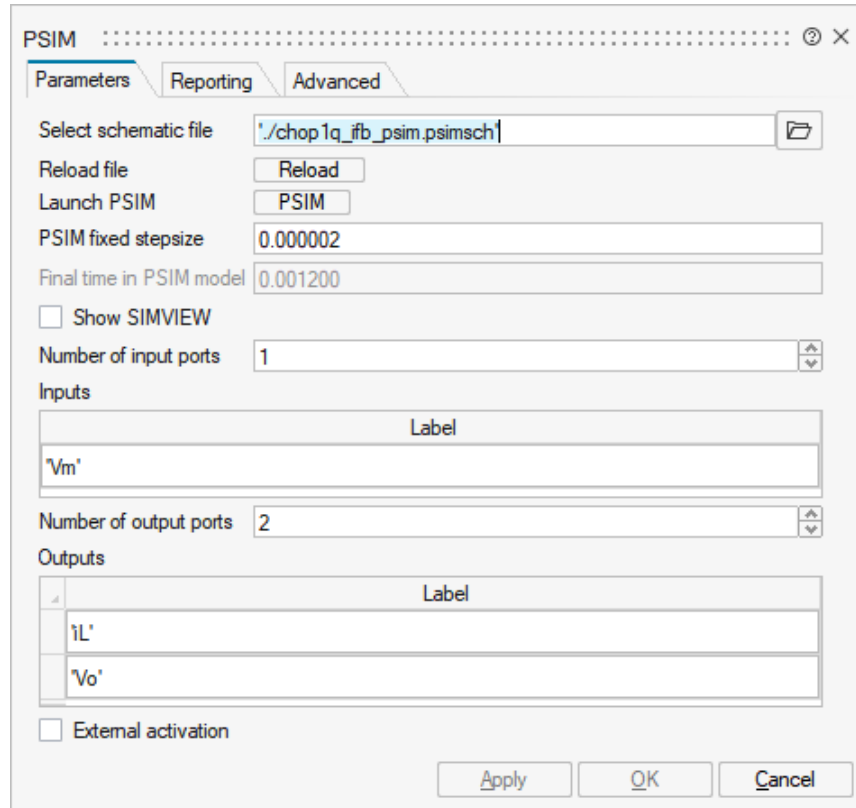 PSIM
Parameters Reporting Advanced
Select schematic file './chop1q_ifb_psim.psimsch'
Reload file Reload
Launch PSIM PSIM
PSIM fixed stepsize 0.000002
Final time in PSIM model 0.001200
Show SIMVIEW
Number of input ports 1
Inputs
Label
'Vm'
Number of output ports 2
Outputs
Label
'iL'
'Vo'
External activation
Apply OK Cancel